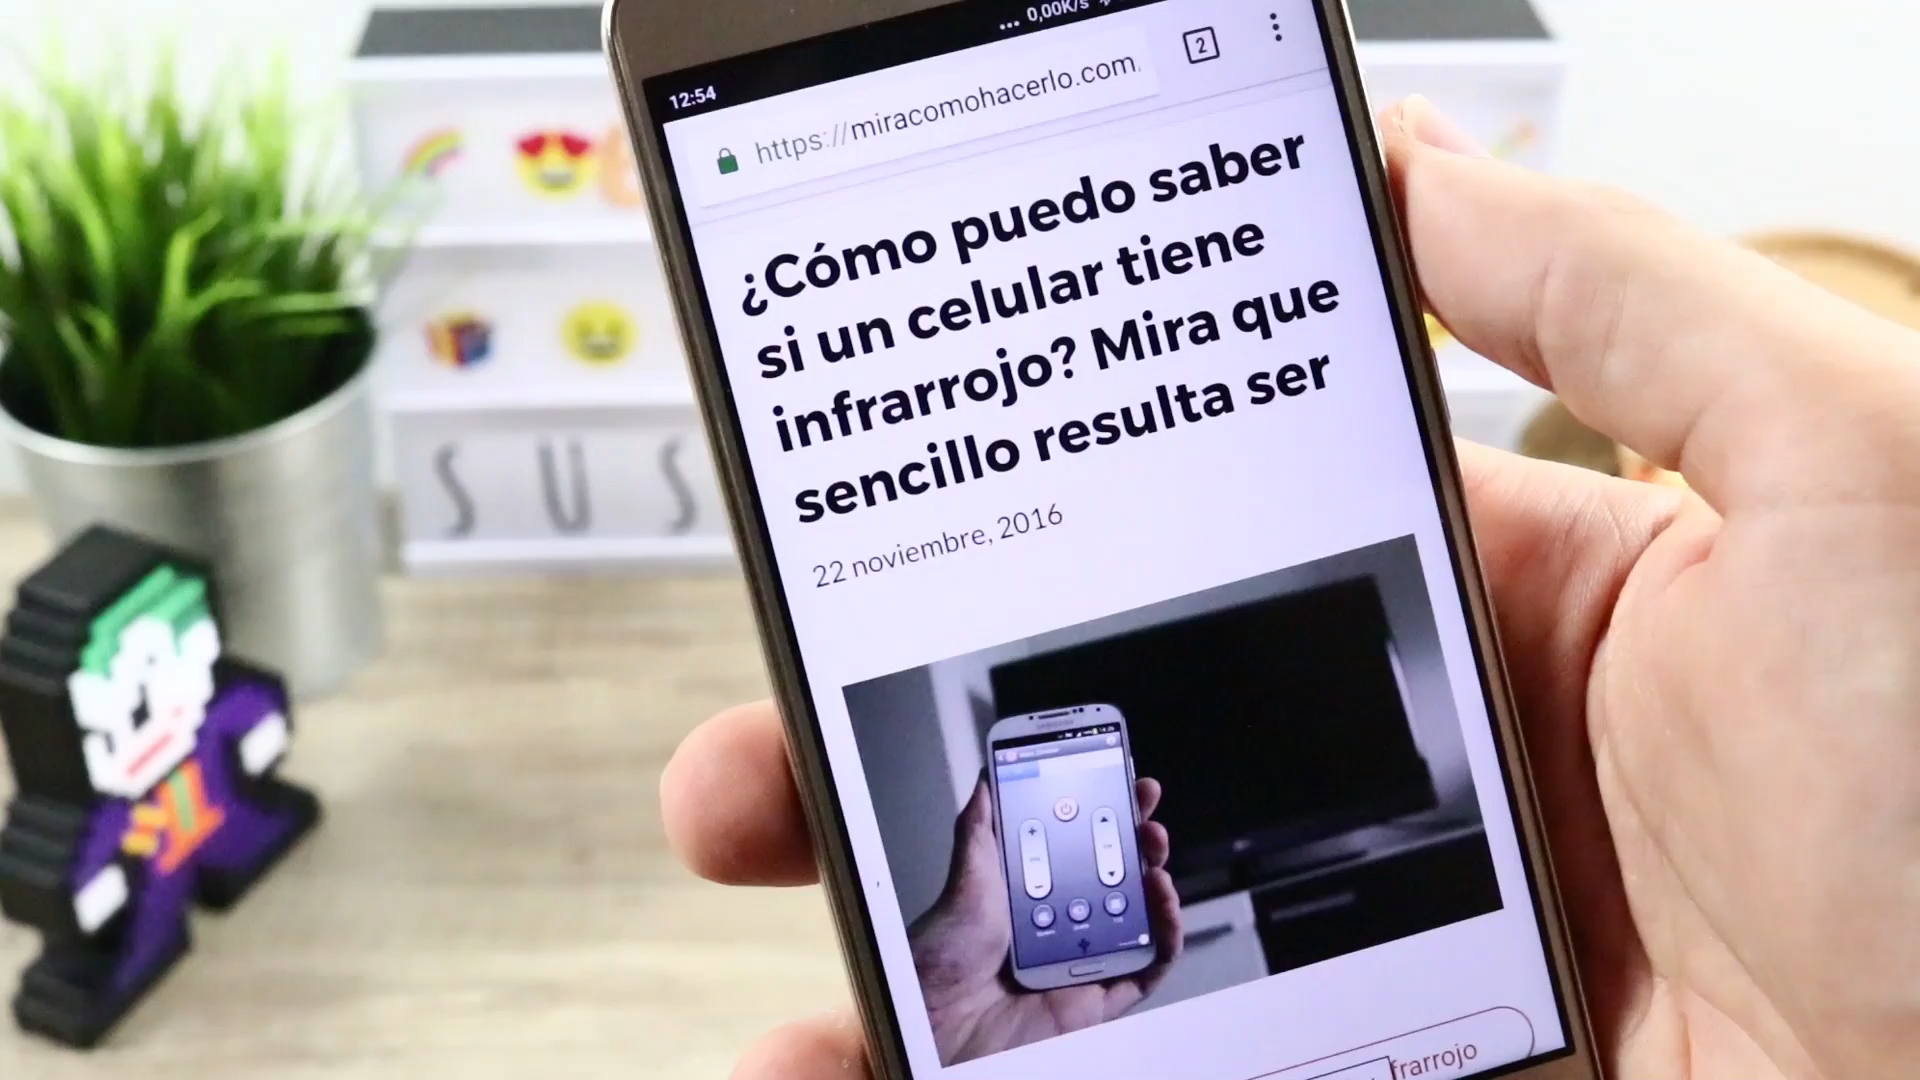 ... 0,00K/s
12:54
https://miracomohacerlo.com
2
¿Cómo puedo saber
si un celular tiene
infrarrojo? Mira que
sencillo resulta ser
22 noviembre, 2016
SUS
frarrojo